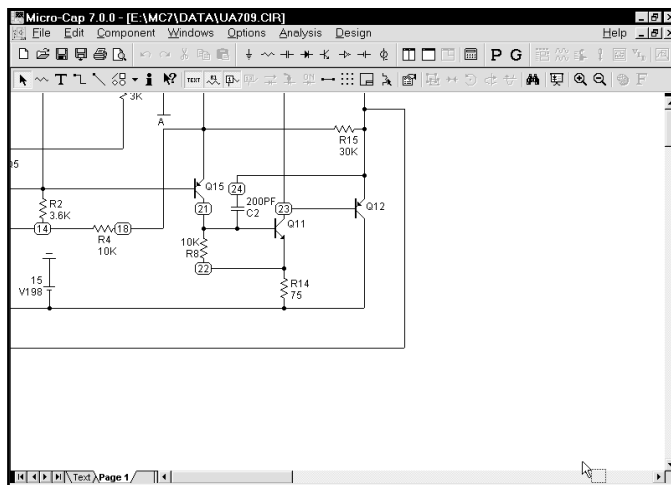 Micro-Cap 7.0.0 - [E:\MC7\DATA\UA709.CIR]
File Edit Component Windows Options Analysis Design Help
P G
T i TEXT F
3K
A
R15
30K
Q15
24
200PF
C2
23
Q12
R2
3.6K
21
Q11
14
R4
10K
18
10K
R8
22
15
V198
R14
75
Text Page 1